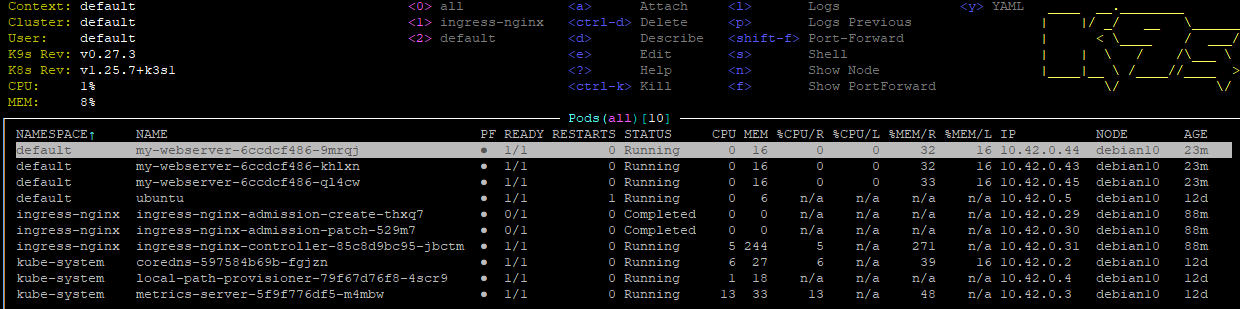 Context: default <0> all <a> Attach <l> Logs <y> YAML
Cluster: default <1> ingress-nginx <ctrl-d> Delete <p> Logs Previous
User: default <2> default <d> Describe <shift-f> Port-Forward
K9s Rev: v0.27.3 <e> Edit <s> Shell
K8s Rev: v1.25.7+k3s1 <?> Help <n> Show Node
CPU: 1% <ctrl-k> Kill <f> Show PortForward
MEM: 8%
Pods(all)[10]
NAMESPACE↑ NAME PF READY RESTARTS STATUS CPU MEM %CPU/R %CPU/L %MEM/R %MEM/L IP NODE AGE
default my-webserver-6ccdcf486-9mrqj ● 1/1 0 Running 0 16 0 0 32 16 10.42.0.44 debian10 23m
default my-webserver-6ccdcf486-khlxn ● 1/1 0 Running 0 16 0 0 32 16 10.42.0.43 debian10 23m
default my-webserver-6ccdcf486-ql4cw ● 1/1 0 Running 0 16 0 0 33 16 10.42.0.45 debian10 23m
default ubuntu ● 1/1 1 Running 0 6 n/a n/a n/a n/a 10.42.0.5 debian10 12d
ingress-nginx ingress-nginx-admission-create-thxq7 ● 0/1 0 Completed 0 0 n/a n/a n/a n/a 10.42.0.29 debian10 88m
ingress-nginx ingress-nginx-admission-patch-529m7 ● 0/1 0 Completed 0 0 n/a n/a n/a n/a 10.42.0.30 debian10 88m
ingress-nginx ingress-nginx-controller-85c8d9bc95-jbctm ● 1/1 0 Running 5 244 5 n/a 271 n/a 10.42.0.31 debian10 88m
kube-system coredns-597584b69b-fgjzn ● 1/1 0 Running 6 27 6 n/a 39 16 10.42.0.2 debian10 12d
kube-system local-path-provisioner-79f67d76f8-4scr9 ● 1/1 0 Running 1 18 n/a n/a n/a n/a 10.42.0.4 debian10 12d
kube-system metrics-server-5f9f776df5-m4mbw ● 1/1 0 Running 13 33 13 n/a 48 n/a 10.42.0.3 debian10 12d